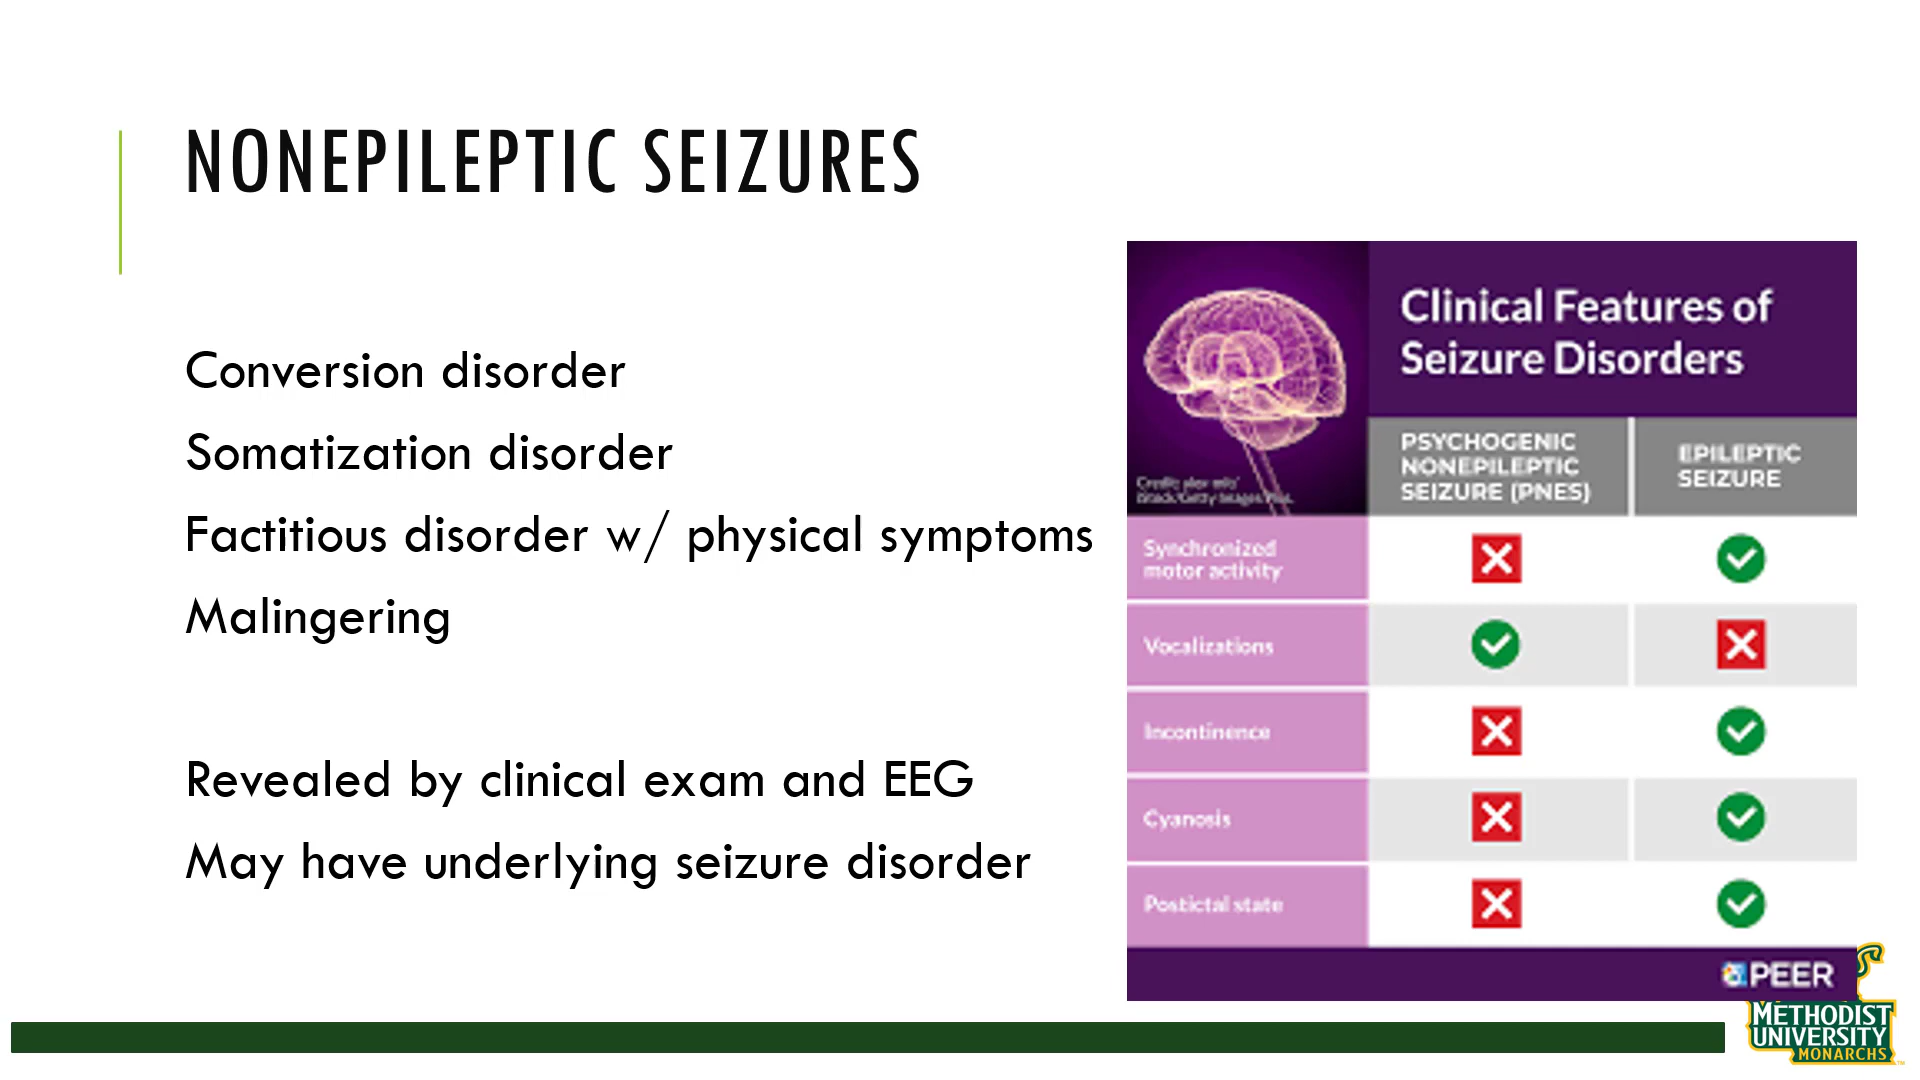 NONEPILEPTIC SEIZURES
Conversion disorder
Somatization disorder
Factitious disorder w/ physical symptoms
Malingering
Revealed by clinical exam and EEG
May have underlying seizure disorder
Clinical Features of
Seizure Disorders
PSYCHOGENIC
NONEPILEPTIC
SEIZURE (PNES)
EPILEPTIC
SEIZURE
Synchronized
motor activity
Vocalizations
Incontinence
Cyanosis
Postictal state
PEER
METHODIST
UNIVERSITY
MONARCHS